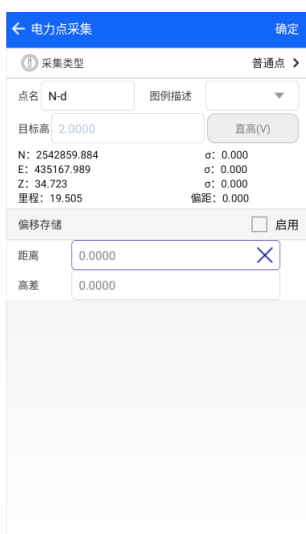 电力点采集 确定
采集类型 普通点
点名 N-d 图例描述
目标高 2.0000 直高(V)
N: 2542859.884 σ: 0.000
E: 435167.989 σ: 0.000
Z: 34.723 σ: 0.000
里程: 19.505 偏距: 0.000
偏移存储 启用
距离 0.0000
高差 0.0000